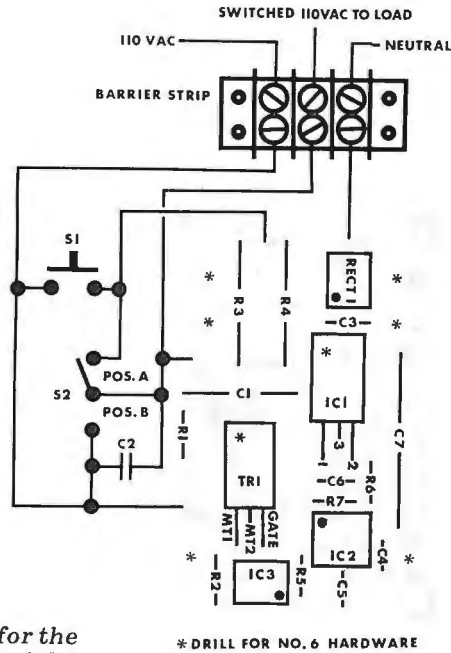 SWITCHED 110VAC TO LOAD
110 VAC
NEUTRAL
BARRIER STRIP
S1
*
R3
R4
RECT 1
*
*
C3
*
POS. A
S2
POS. B
C1
*
IC1
C7
R1
C2
*
TR1
1
3
2
C6
R6
R7
MT1
MT2
GATE
*
R2
IC3
R5
IC2
C4
*
C5
for the
* DRILL FOR NO. 6 HARDWARE